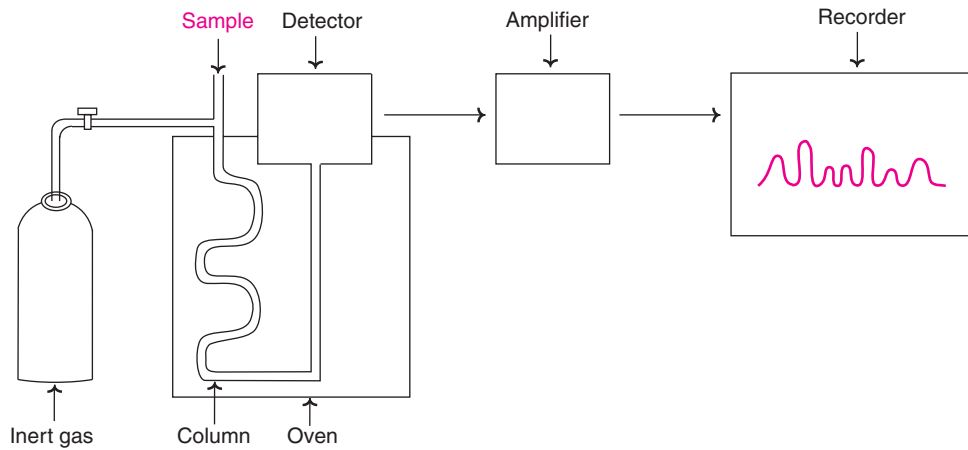 Sample
Detector
Amplifier
Recorder
Inert gas
Column
Oven